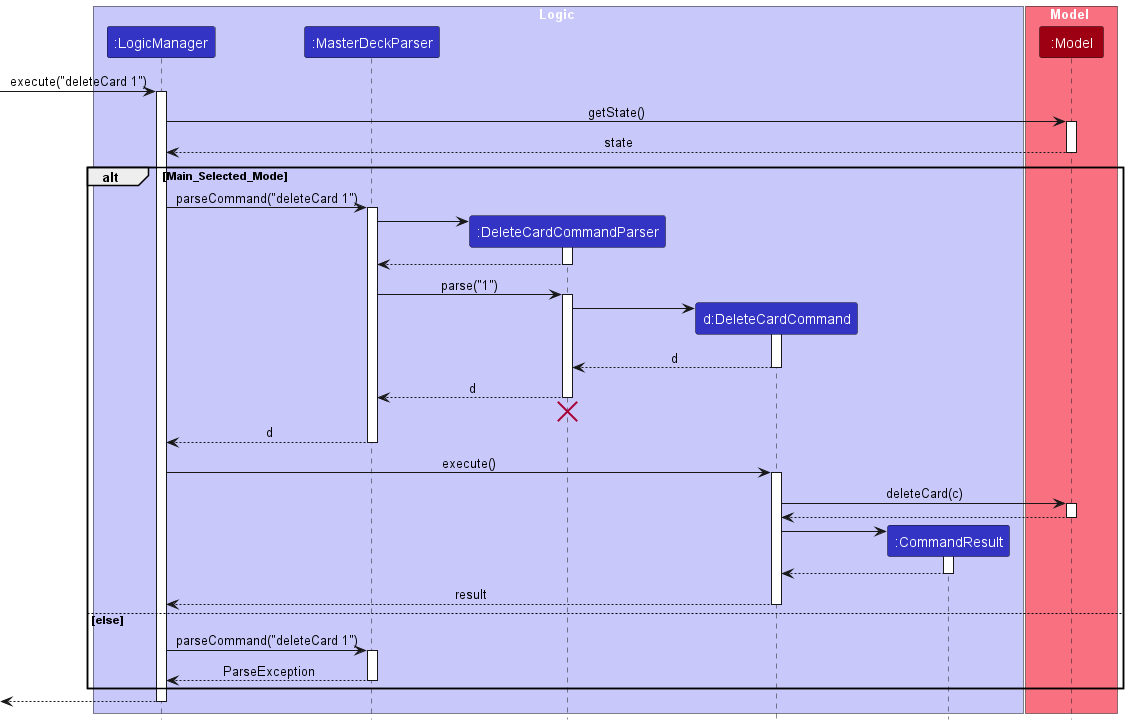 Logic
Model
:LogicManager
:MasterDeckParser
:Model
execute("deleteCard 1")
getState()
state
alt
[Main_Selected_Mode]
parseCommand("deleteCard 1")
:DeleteCardCommandParser
parse("1")
d:DeleteCardCommand
d
d
d
execute()
deleteCard(c)
:CommandResult
result
[else]
parseCommand("deleteCard 1")
ParseException